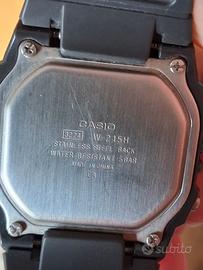 CASIO
3224 W-215H
STAINLESS STEEL BACK
WATER RESISTANT 5BAR
MADE IN CHINA
subito